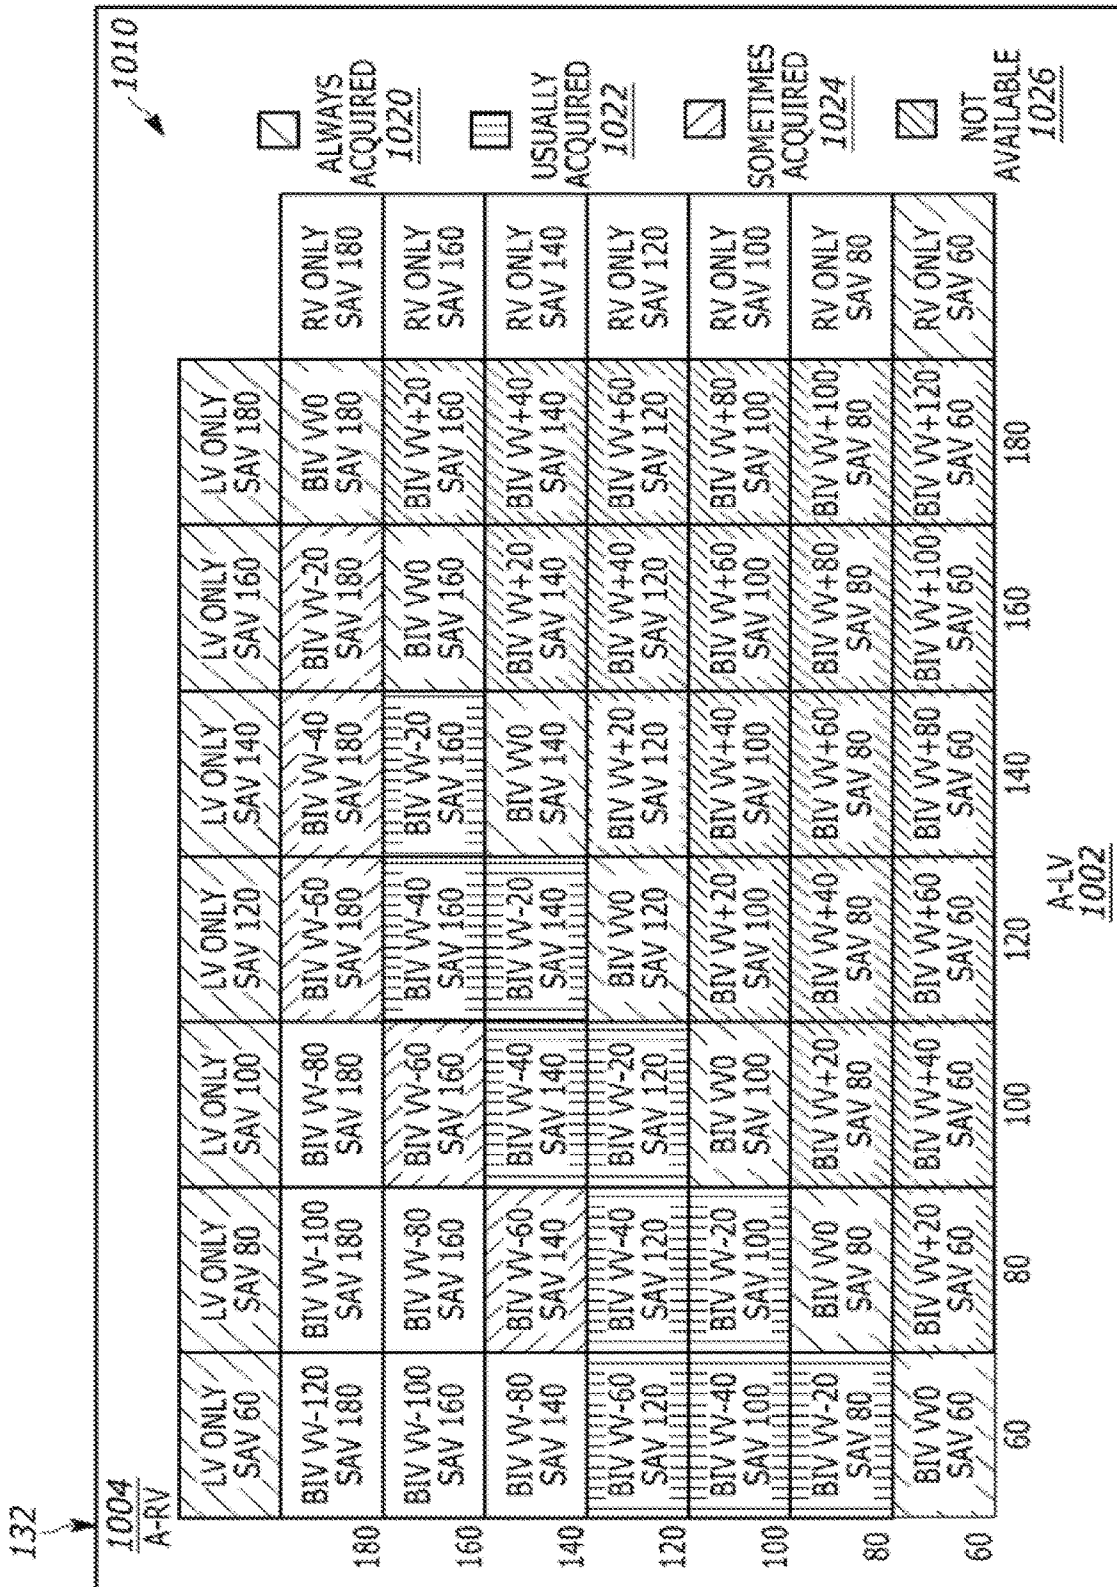 132
1004
A-RV
1010
LV ONLY
SAV 60
LV ONLY
SAV 80
LV ONLY
SAV 100
LV ONLY
SAV 120
LV ONLY
SAV 140
LV ONLY
SAV 160
LV ONLY
SAV 180
180
BIV VV-120
SAV 180
BIV VV-100
SAV 180
BIV VV-80
SAV 180
BIV VV-60
SAV 180
BIV VV-40
SAV 180
BIV VV-20
SAV 180
BIV VV0
SAV 180
RV ONLY
SAV 180
160
BIV VV-100
SAV 160
BIV VV-80
SAV 160
BIV VV-60
SAV 160
BIV VV-40
SAV 160
BIV VV-20
SAV 160
BIV VV0
SAV 160
BIV VV+20
SAV 160
RV ONLY
SAV 160
140
BIV VV-80
SAV 140
BIV VV-60
SAV 140
BIV VV-40
SAV 140
BIV VV-20
SAV 140
BIV VV0
SAV 140
BIV VV+20
SAV 140
BIV VV+40
SAV 140
RV ONLY
SAV 140
120
BIV VV-60
SAV 120
BIV VV-40
SAV 120
BIV VV-20
SAV 120
BIV VV0
SAV 120
BIV VV+20
SAV 120
BIV VV+40
SAV 120
BIV VV+60
SAV 120
RV ONLY
SAV 120
100
BIV VV-40
SAV 100
BIV VV-20
SAV 100
BIV VV0
SAV 100
BIV VV+20
SAV 100
BIV VV+40
SAV 100
BIV VV+60
SAV 100
BIV VV+80
SAV 100
RV ONLY
SAV 100
80
BIV VV-20
SAV 80
BIV VV0
SAV 80
BIV VV+20
SAV 80
BIV VV+40
SAV 80
BIV VV+60
SAV 80
BIV VV+80
SAV 80
BIV VV+100
SAV 80
RV ONLY
SAV 80
60
BIV VV0
SAV 60
BIV VV+20
SAV 60
BIV VV+40
SAV 60
BIV VV+60
SAV 60
BIV VV+80
SAV 60
BIV VV+100
SAV 60
BIV VV+120
SAV 60
RV ONLY
SAV 60
60
80
100
120
140
160
180
A-LV
1002
ALWAYS
ACQUIRED
1020
USUALLY
ACQUIRED
1022
SOMETIMES
ACQUIRED
1024
NOT
AVAILABLE
1026